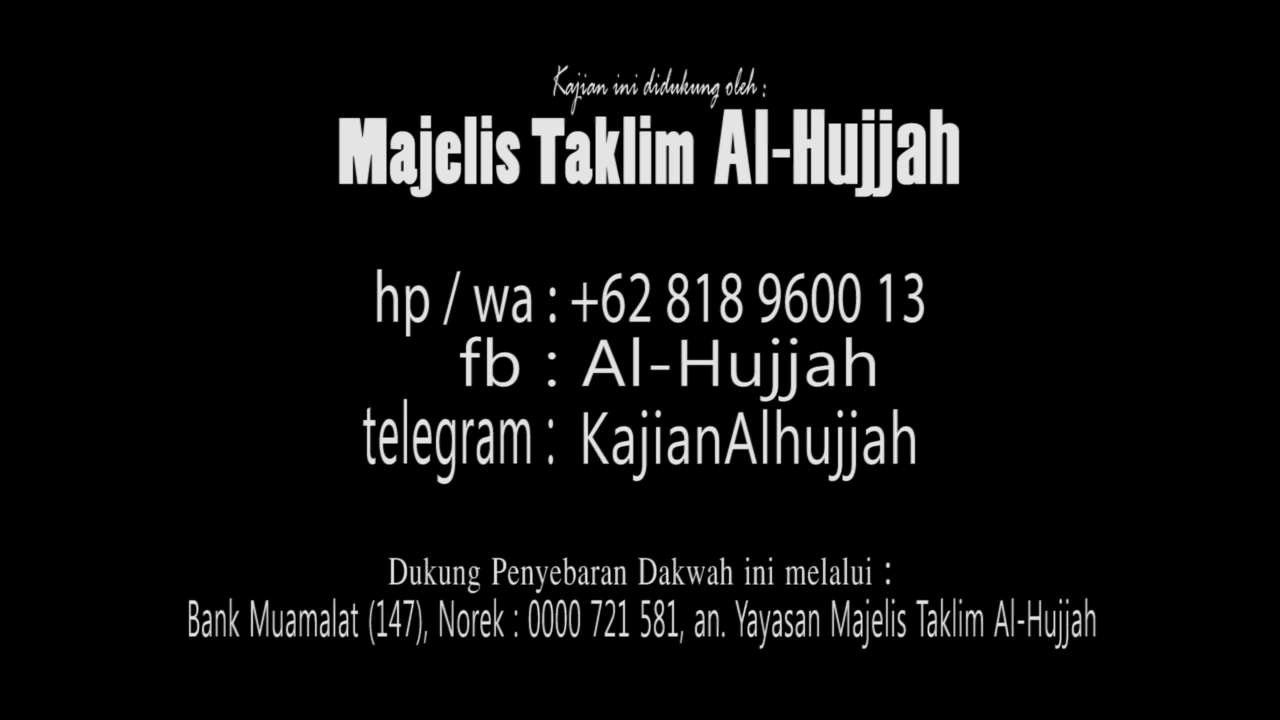 Kajian ini didukung oleh :
Majelis Taklim Al-Hujjah
hp / wa : +62 818 9600 13
fb : Al-Hujjah
telegram : KajianAlhujjah
Dukung Penyebaran Dakwah ini melalui :
Bank Muamalat (147), Norek : 0000 721 581, an. Yayasan Majelis Taklim Al-Hujjah